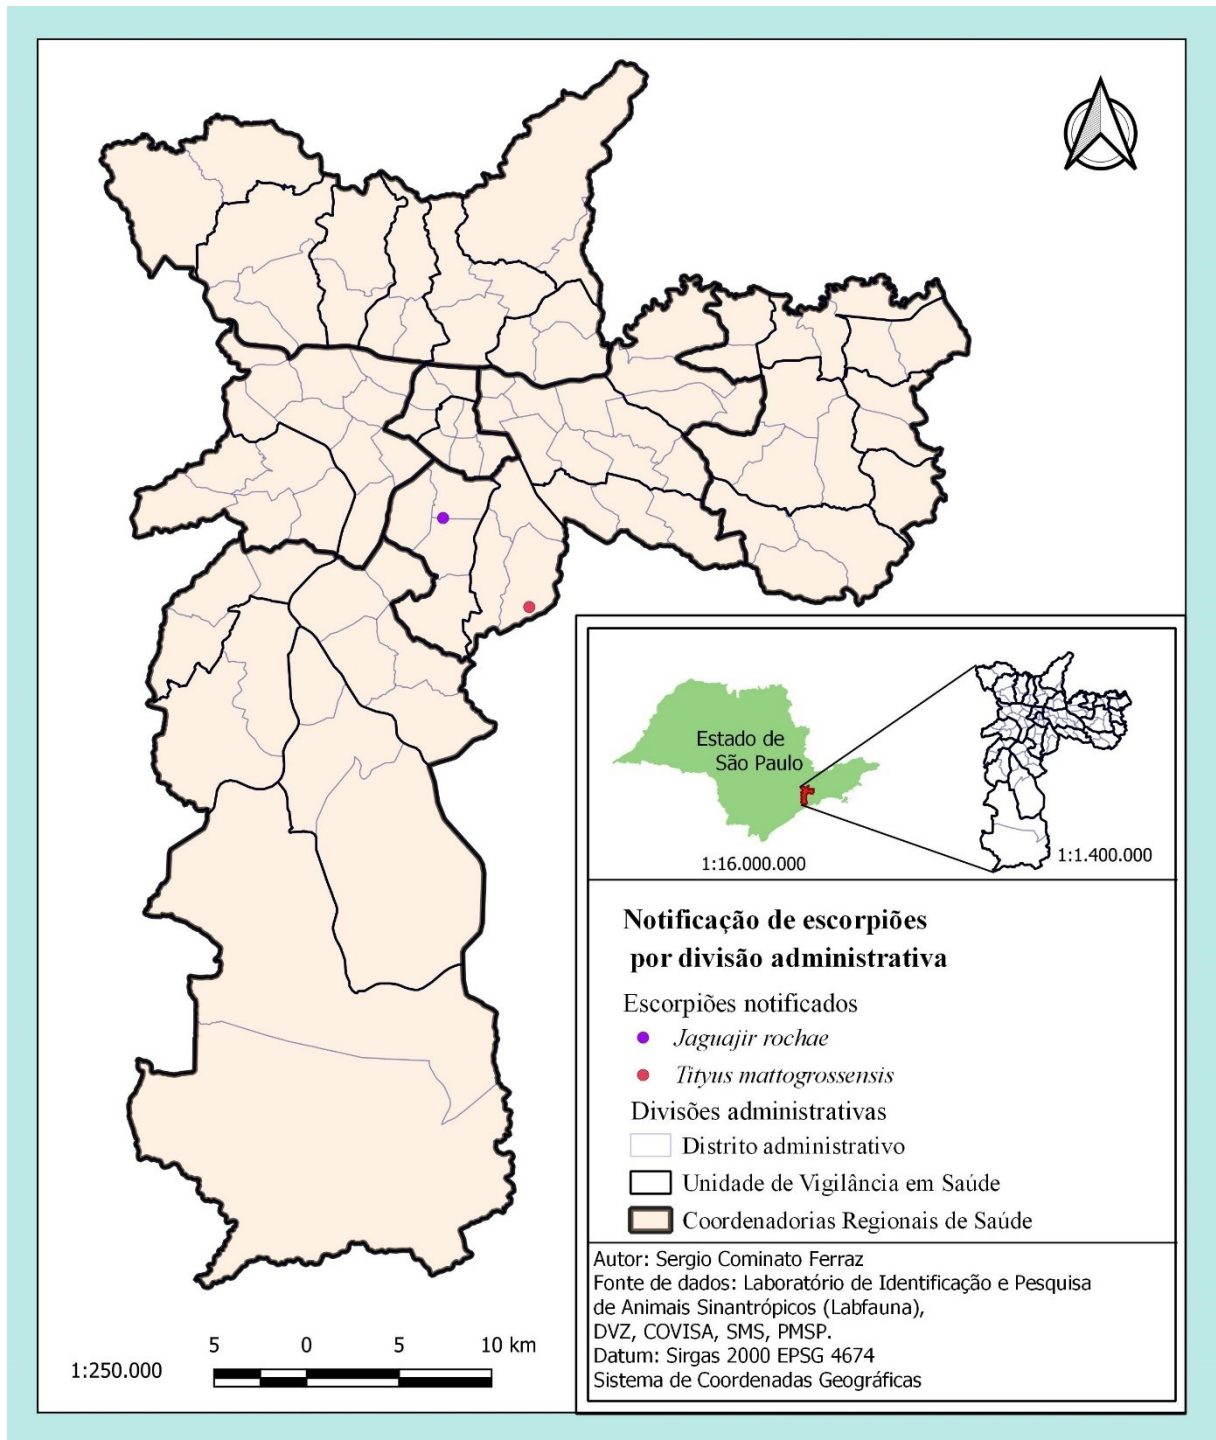 Estado de
São Paulo
1:16.000.000
1:1.400.000
Notificação de escorpiões
por divisão administrativa
Escorpiões notificados
Jaguajir rochae
Tityus mattogrossensis
Divisões administrativas
Distrito administrativo
Unidade de Vigilância em Saúde
Coordenadorias Regionais de Saúde
Autor: Sergio Cominato Ferraz
Fonte de dados: Laboratório de Identificação e Pesquisa
de Animais Sinantrópicos (Labfauna),
DVZ, COVISA, SMS, PMSP.
Datum: Sirgas 2000 EPSG 4674
Sistema de Coordenadas Geográficas
5 0 5 10 km
1:250.000